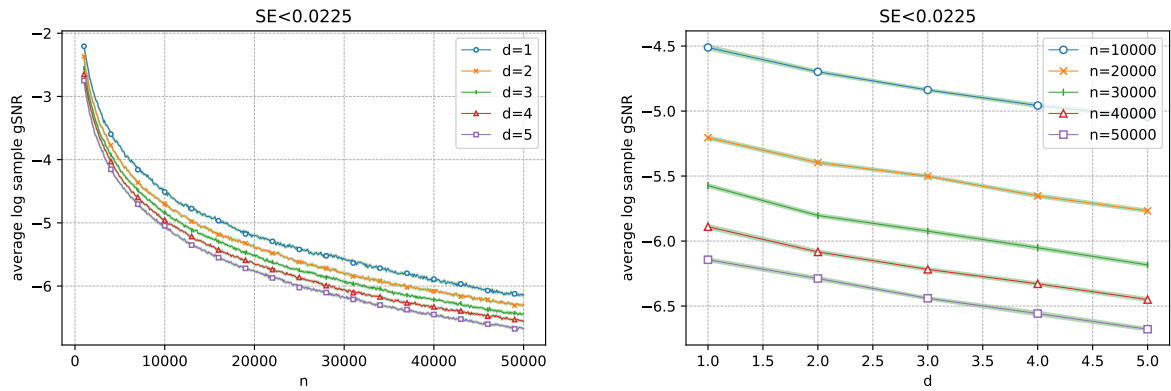 SE<0.0225
average log sample gSNR
−2
−3
−4
−5
−6
0
10000
20000
30000
40000
50000
n
d=1
d=2
d=3
d=4
d=5
SE<0.0225
average log sample gSNR
−4.5
−5.0
−5.5
−6.0
−6.5
1.0
1.5
2.0
2.5
3.0
3.5
4.0
4.5
5.0
d
n=10000
n=20000
n=30000
n=40000
n=50000